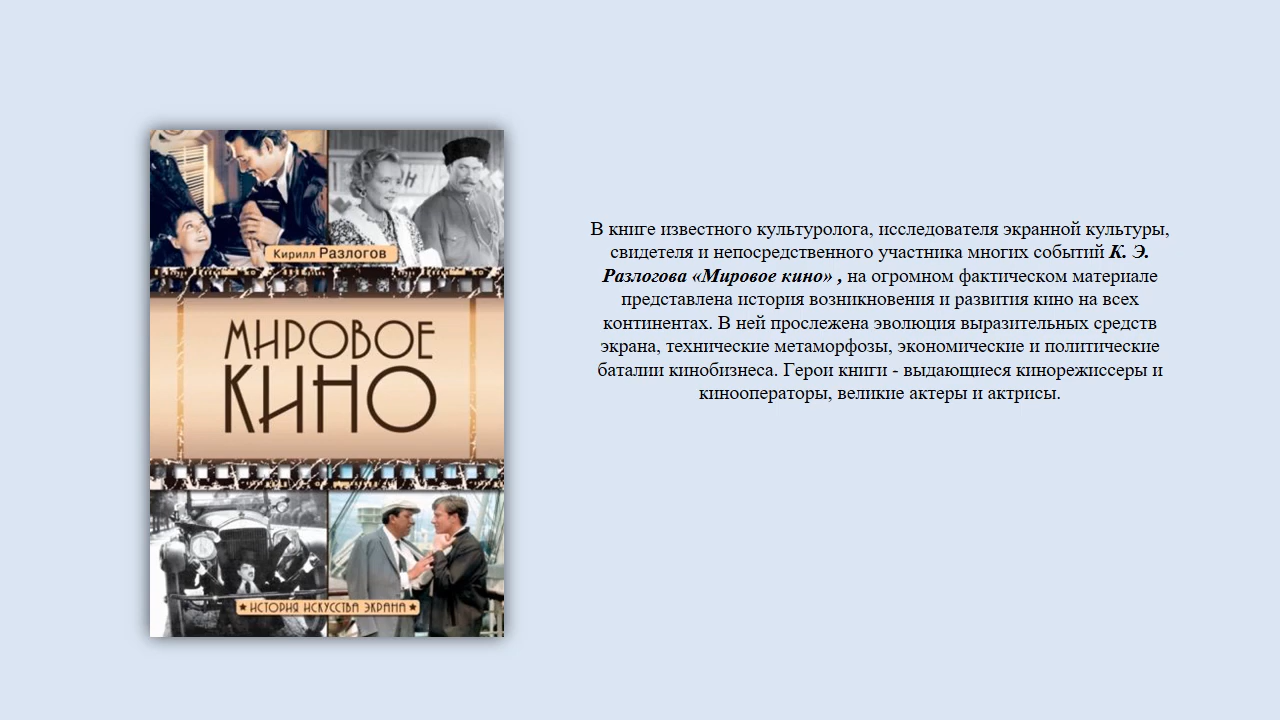 Кирилл Разлогов
МИРОВОЕ
КИНО
★ ИСТОРИЯ ИСКУССТВА ЭКРАНА ★
В книге известного культуролога, исследователя экранной культуры,
свидетеля и непосредственного участника многих событий К. Э.
Разлогова «Мировое кино» , на огромном фактическом материале
представлена история возникновения и развития кино на всех
континентах. В ней прослежена эволюция выразительных средств
экрана, технические метаморфозы, экономические и политические
баталии кинобизнеса. Герои книги - выдающиеся кинорежиссеры и
кинооператоры, великие актеры и актрисы.